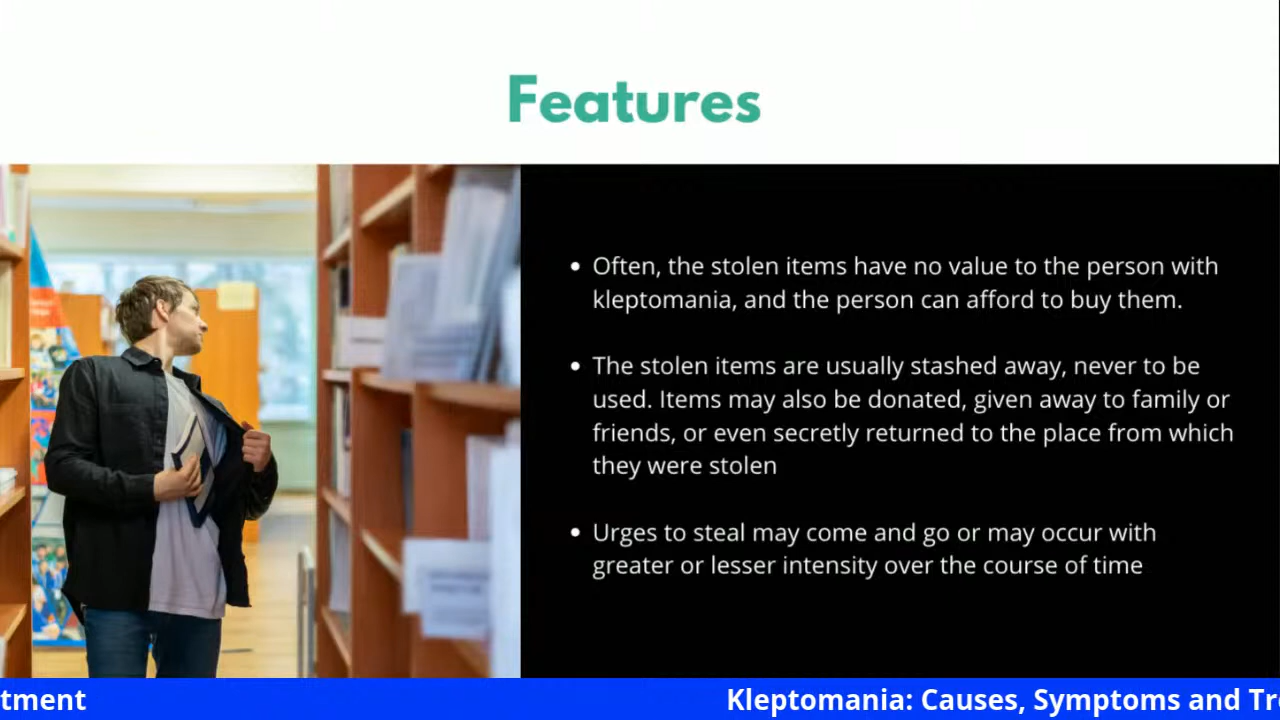 Features
• Often, the stolen items have no value to the person with
kleptomania, and the person can afford to buy them.
• The stolen items are usually stashed away, never to be
used. Items may also be donated, given away to family or
friends, or even secretly returned to the place from which
they were stolen
• Urges to steal may come and go or may occur with
greater or lesser intensity over the course of time
tment
Kleptomania: Causes, Symptoms and Tre